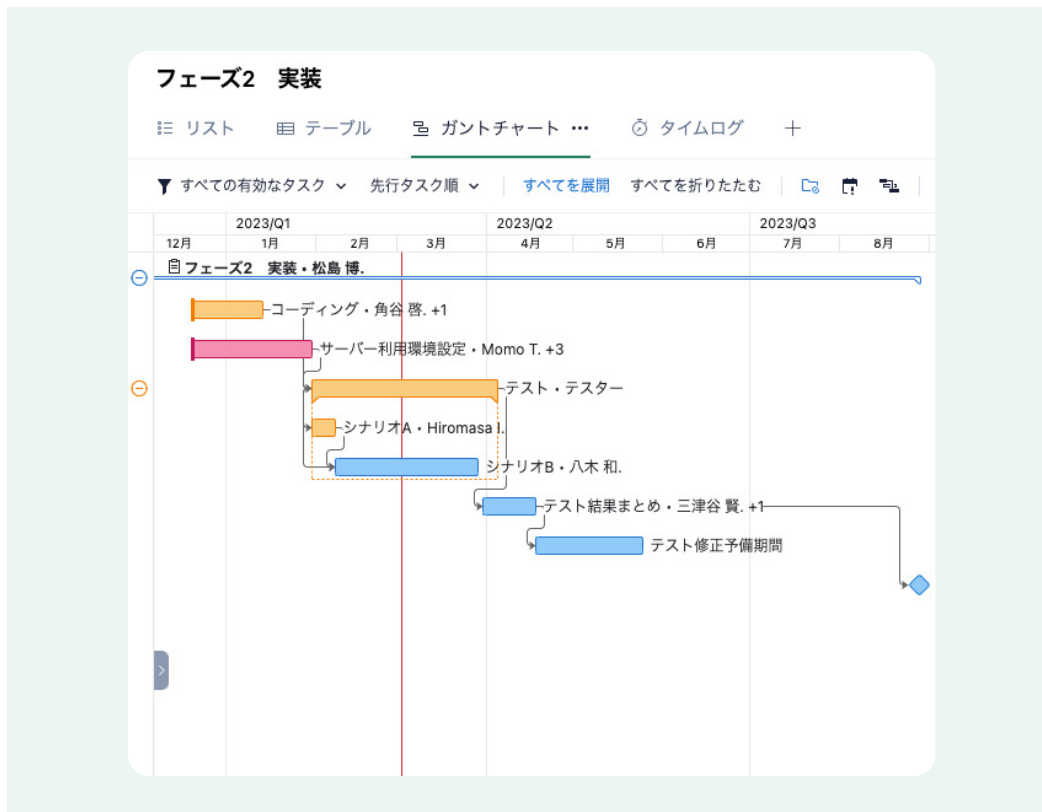 フェーズ2　実装
リスト　テーブル　ガントチャート ･･･　タイムログ　+
すべての有効なタスク　先行タスク順　すべてを展開　すべてを折りたたむ
2023/Q1　2023/Q2　2023/Q3
12月　1月　2月　3月　4月　5月　6月　7月　8月
フェーズ2　実装・松島 博.
コーディング・角谷 啓. +1
サーバー利用環境設定・Momo T. +3
テスト・テスター
シナリオA・Hiromasa I.
シナリオB・八木 和.
テスト結果まとめ・三津谷 賢. +1
テスト修正予備期間